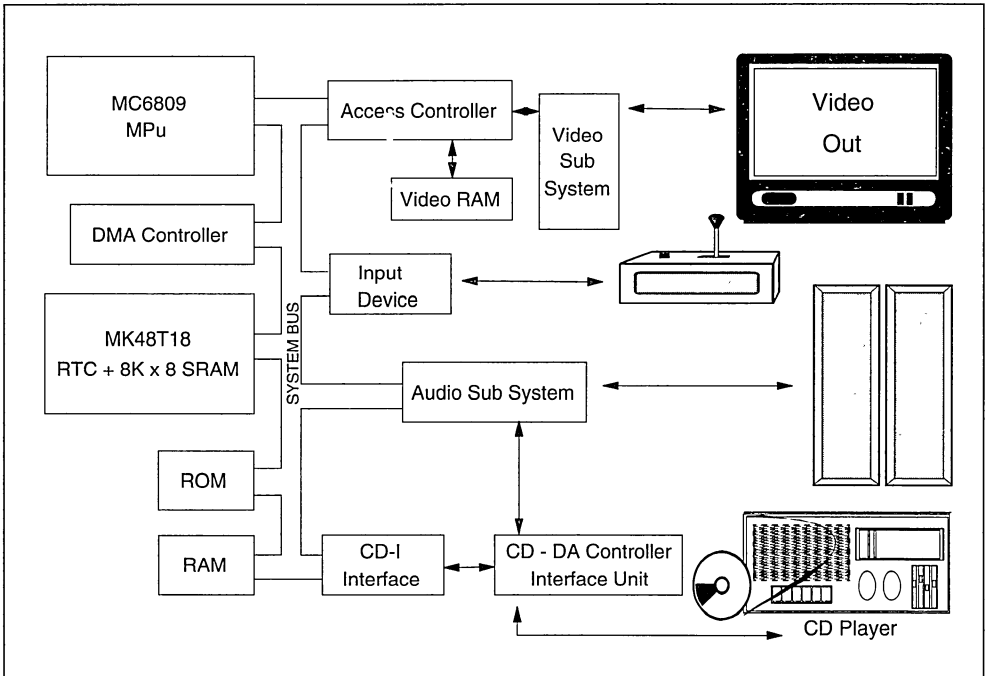 MC6809
MPu
Access Controller
Video
Sub
System
Video
Out
Video RAM
DMA Controller
Input
Device
MK48T18
RTC + 8K x 8 SRAM
SYSTEM BUS
Audio Sub System
ROM
RAM
CD-I
Interface
CD - DA Controller
Interface Unit
CD Player